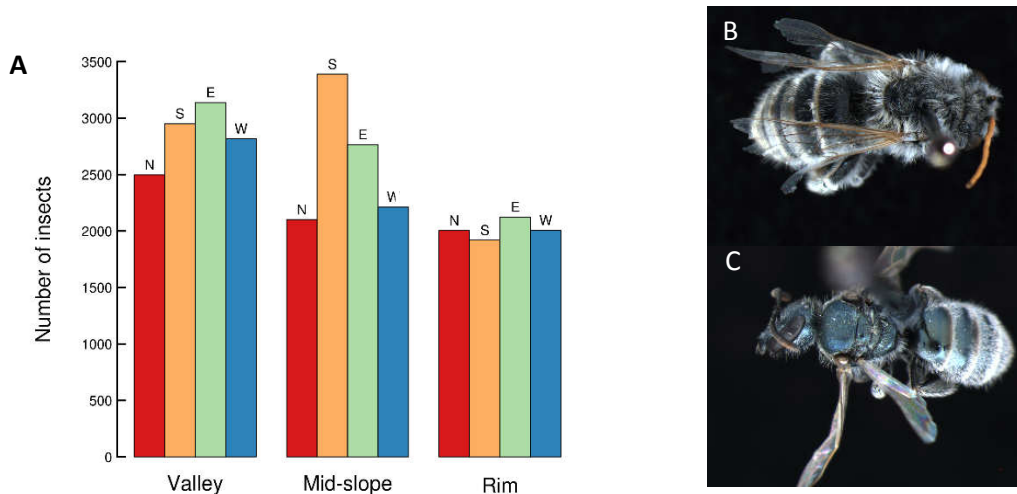 A
Number of insects
3500
3000
2500
2000
1500
1000
500
0
N
S
E
W
N
S
E
W
N
S
E
W
Valley
Mid-slope
Rim
B
C